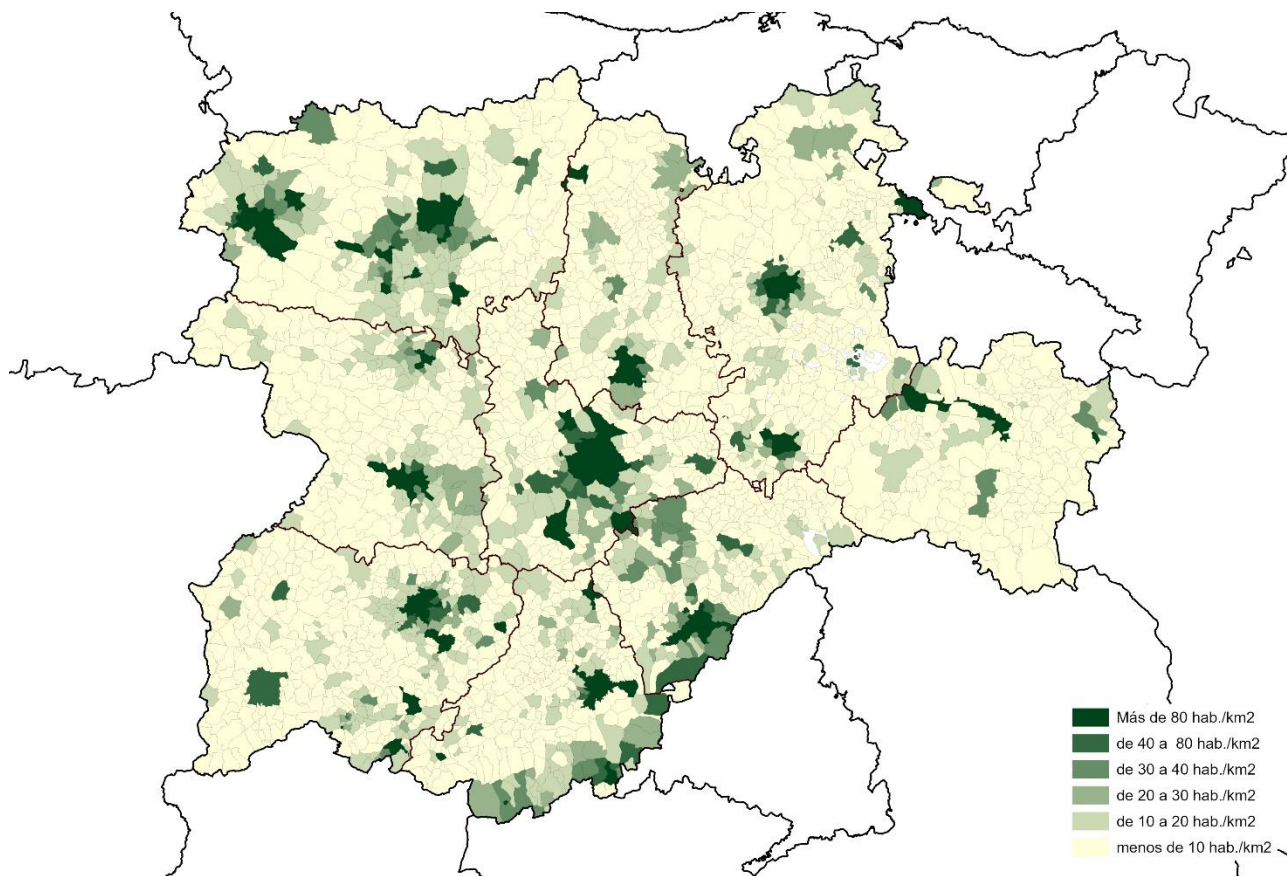 Más de 80 hab./km2
de 40 a  80 hab./km2
de 30 a 40 hab./km2
de 20 a 30 hab./km2
de 10 a 20 hab./km2
menos de 10 hab./km2